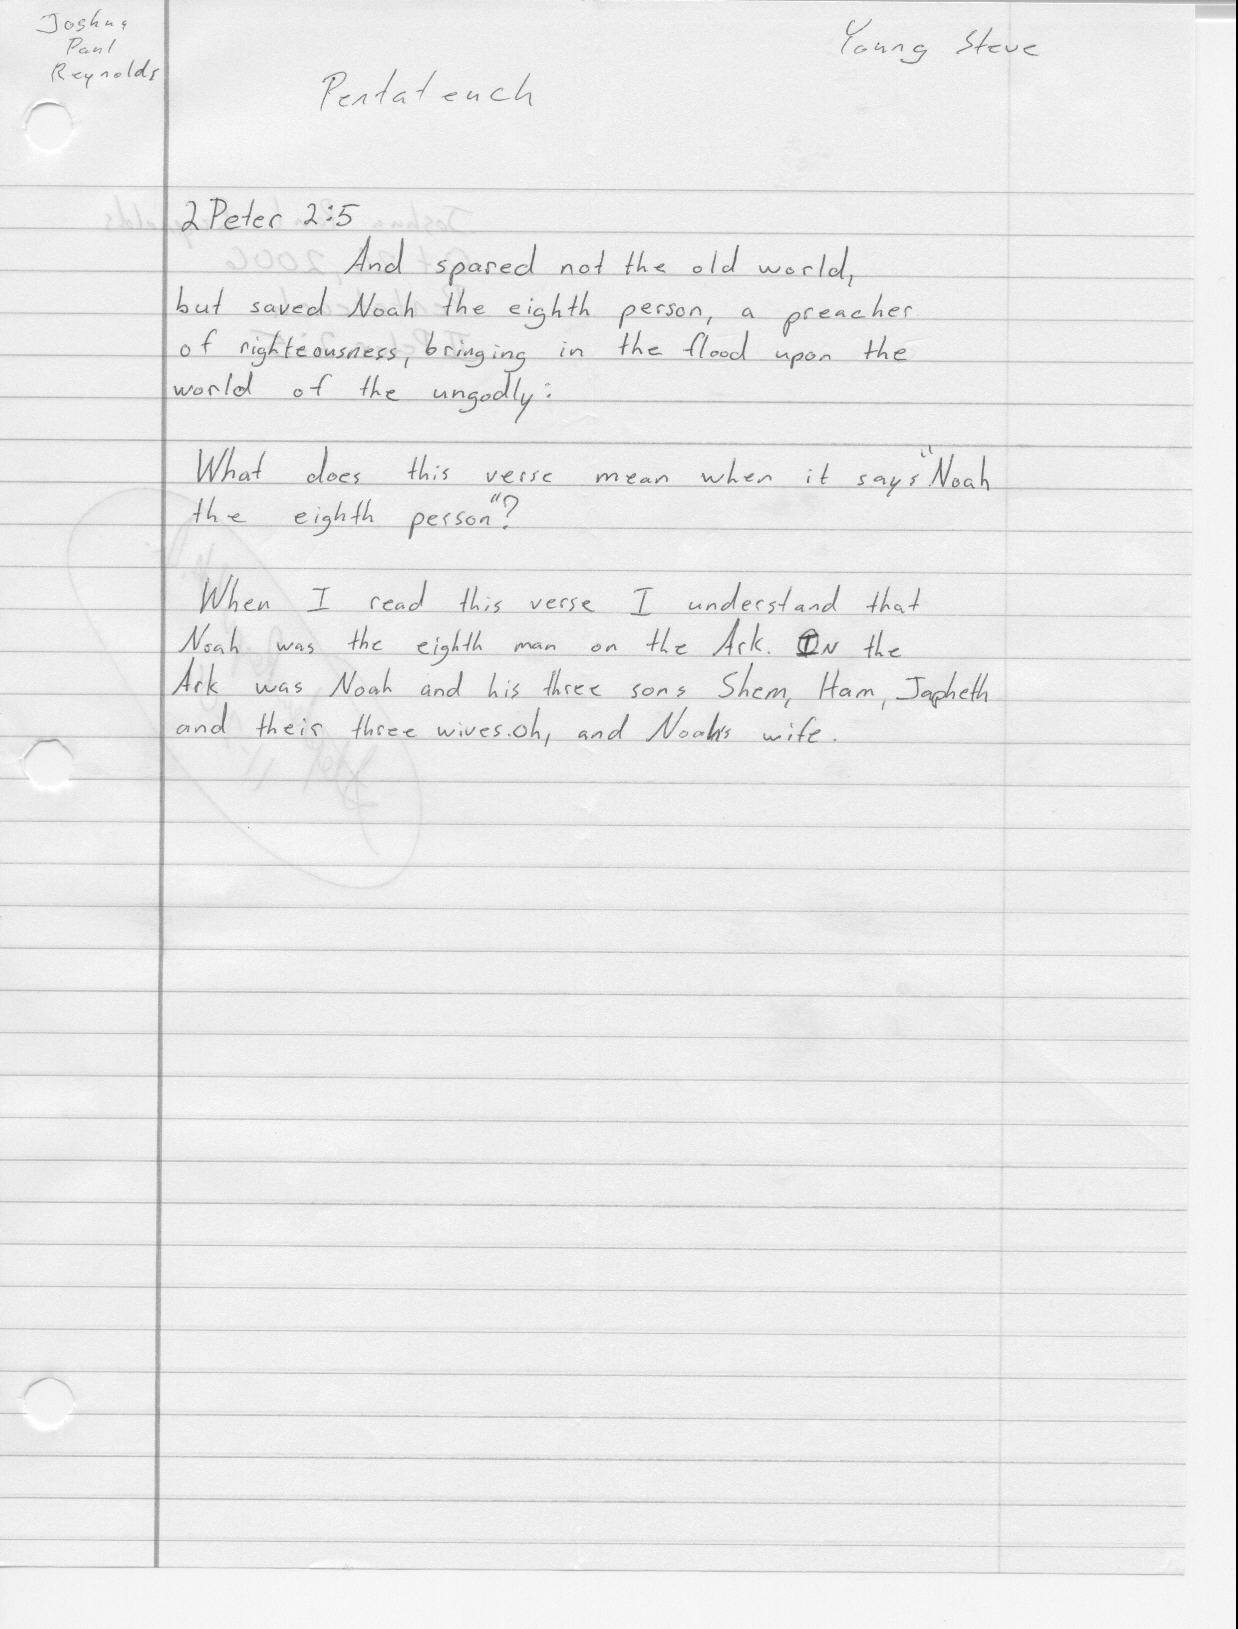 Joshua
Paul
Reynolds
Young Steve
Pentateuch
2 Peter 2:5
And spared not the old world,
but saved Noah the eighth person, a preacher
of righteousness, bringing in the flood upon the
world of the ungodly:
What does this verse mean when it says "Noah
the eighth person"?
When I read this verse I understand that
Noah was the eighth man on the Ark. IN the
Ark was Noah and his three sons Shem, Ham, Japheth
and their three wives. Oh, and Noah's wife.